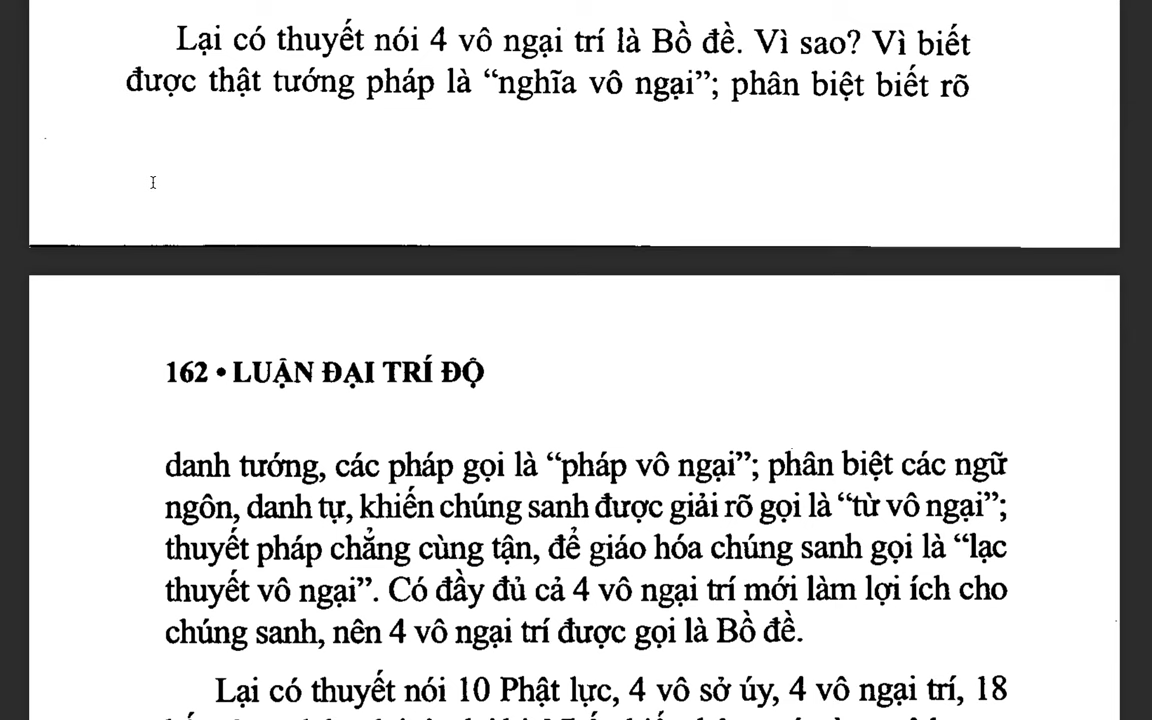 Lại có thuyết nói 4 vô ngại trí là Bồ đề. Vì sao? Vì biết
được thật tướng pháp là “nghĩa vô ngại”; phân biệt biết rõ
162 • LUẬN ĐẠI TRÍ ĐỘ
danh tướng, các pháp gọi là “pháp vô ngại”; phân biệt các ngữ
ngôn, danh tự, khiến chúng sanh được giải rõ gọi là “từ vô ngại”;
thuyết pháp chẳng cùng tận, để giáo hóa chúng sanh gọi là “lạc
thuyết vô ngại”. Có đầy đủ cả 4 vô ngại trí mới làm lợi ích cho
chúng sanh, nên 4 vô ngại trí được gọi là Bồ đề.
Lại có thuyết nói 10 Phật lực, 4 vô sở úy, 4 vô ngại trí, 18